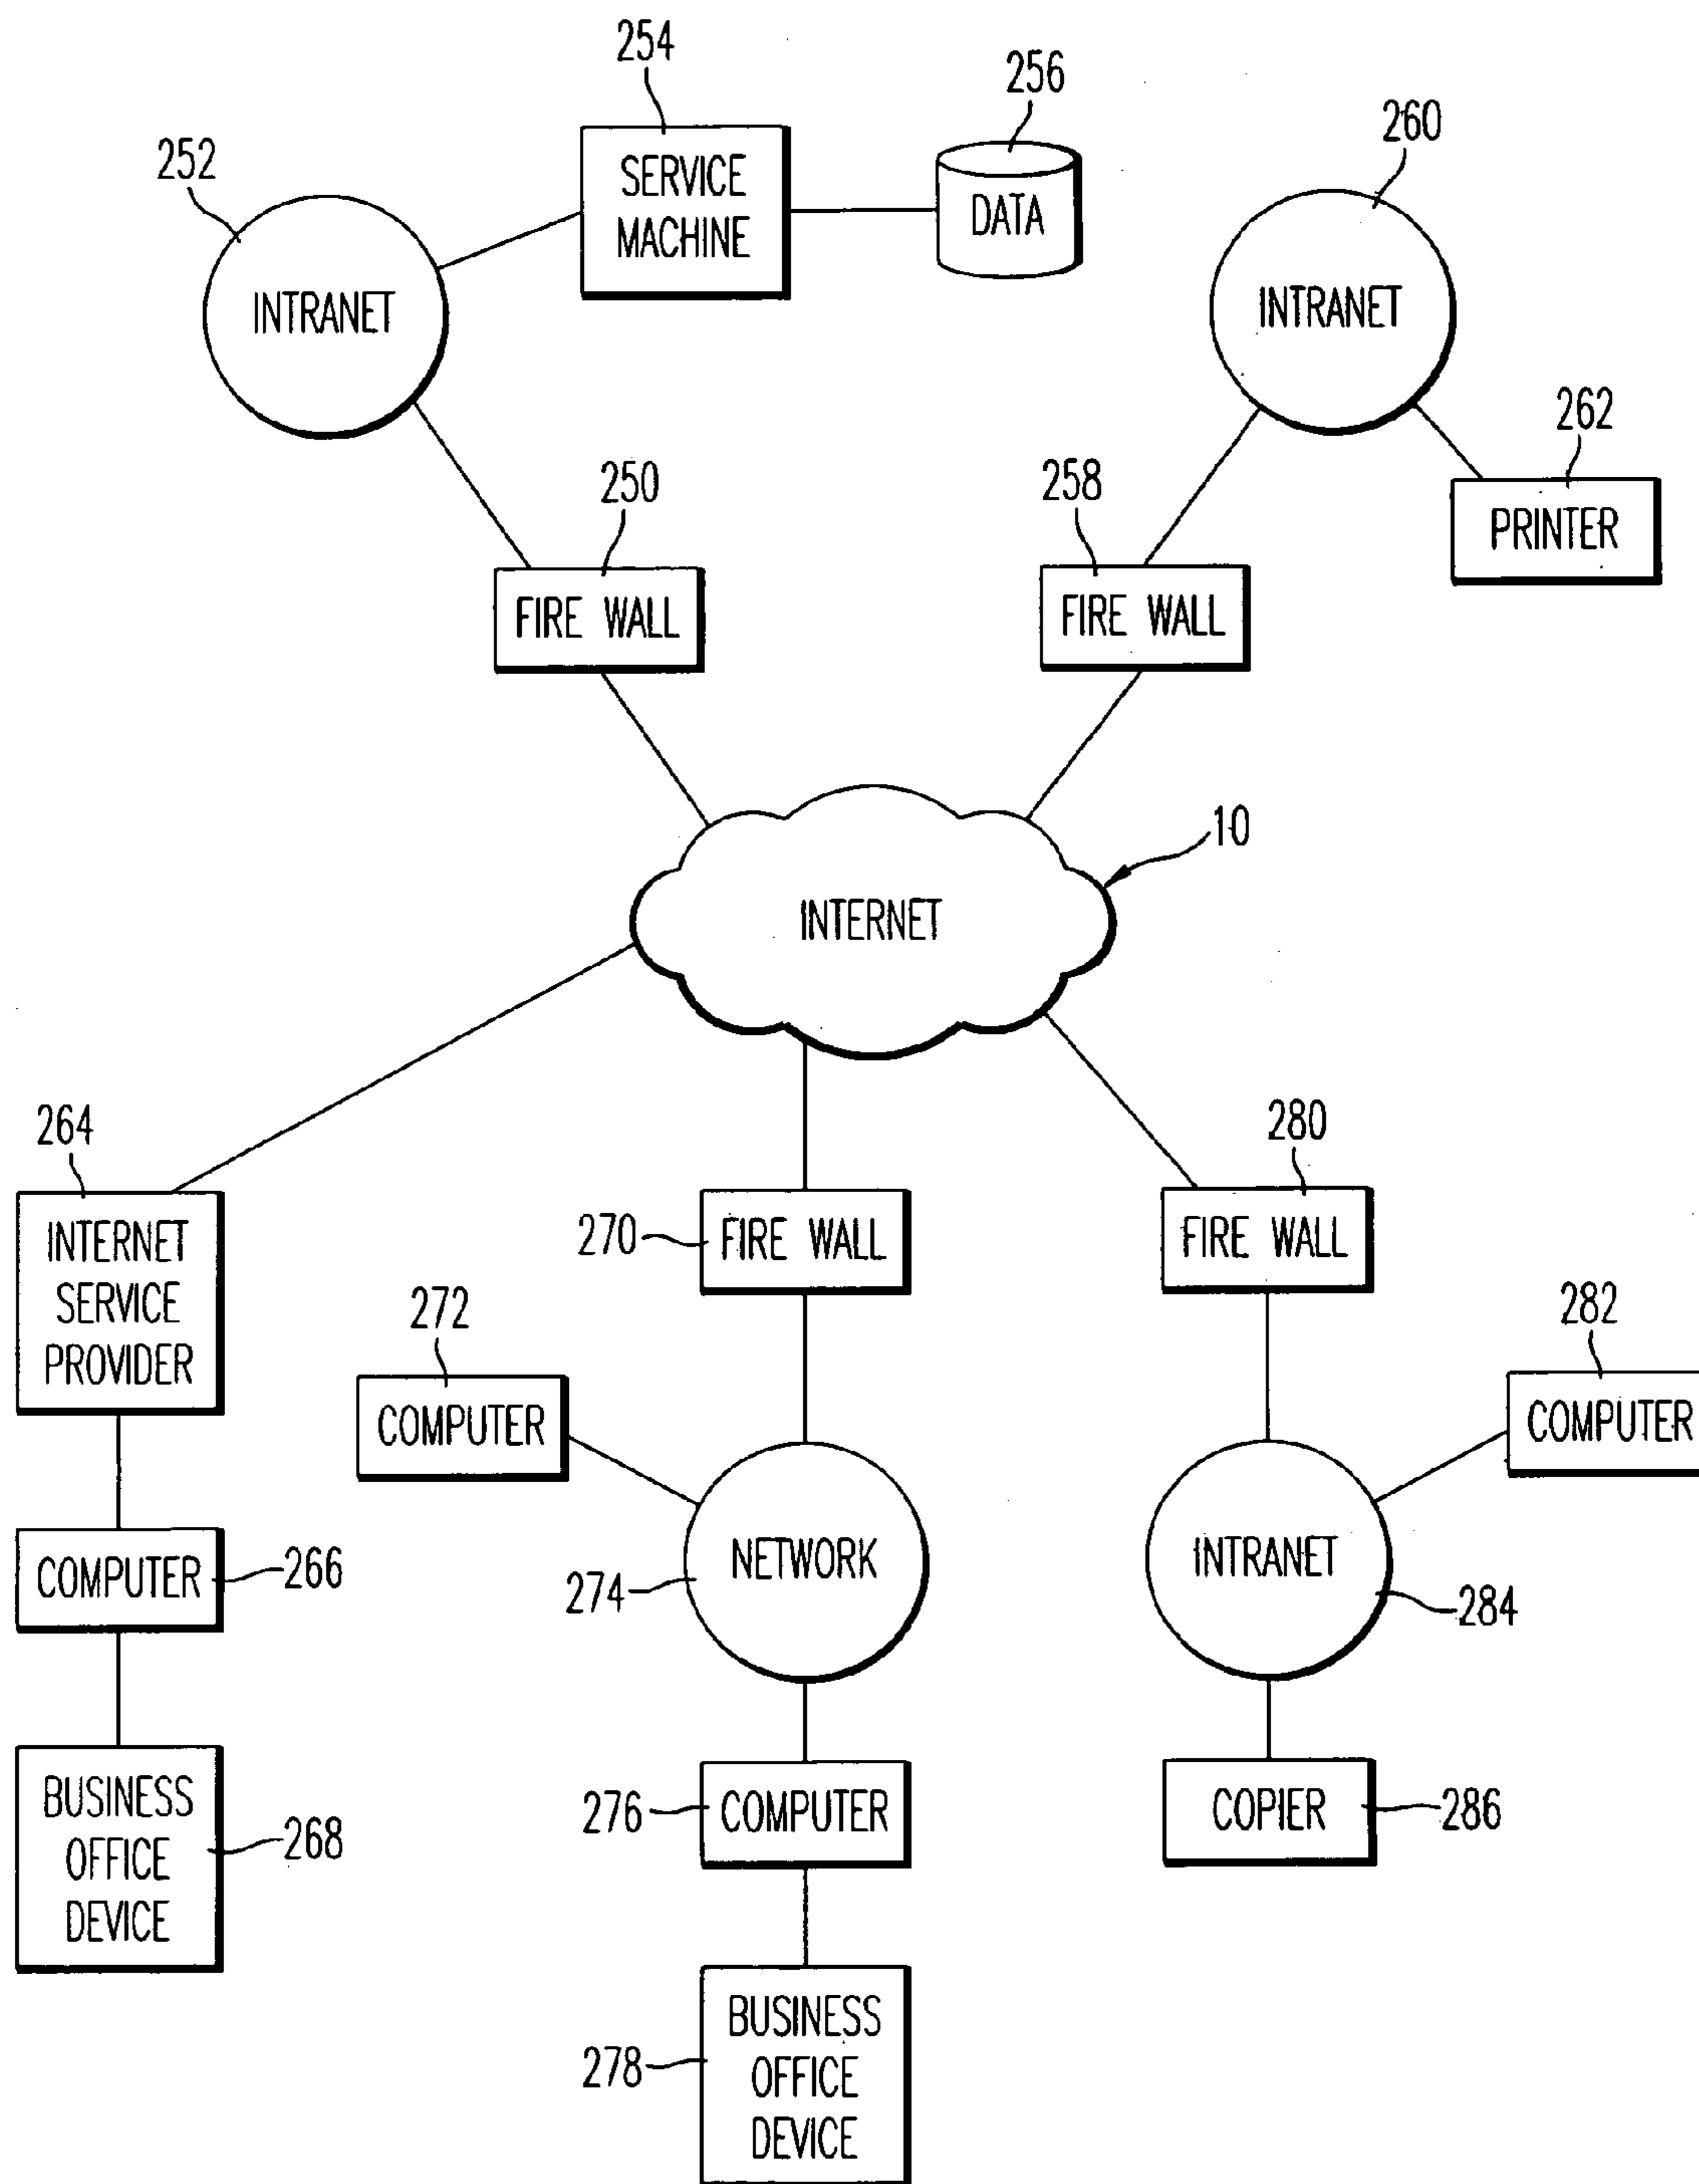 254
256
260
252
SERVICE
MACHINE
DATA
INTRANET
INTRANET
262
250
258
PRINTER
FIRE WALL
FIRE WALL
10
INTERNET
264
280
INTERNET
SERVICE
PROVIDER
270
FIRE WALL
FIRE WALL
272
282
COMPUTER
COMPUTER
COMPUTER
266
NETWORK
274
INTRANET
284
BUSINESS
OFFICE
DEVICE
268
276
COMPUTER
COPIER
286
278
BUSINESS
OFFICE
DEVICE